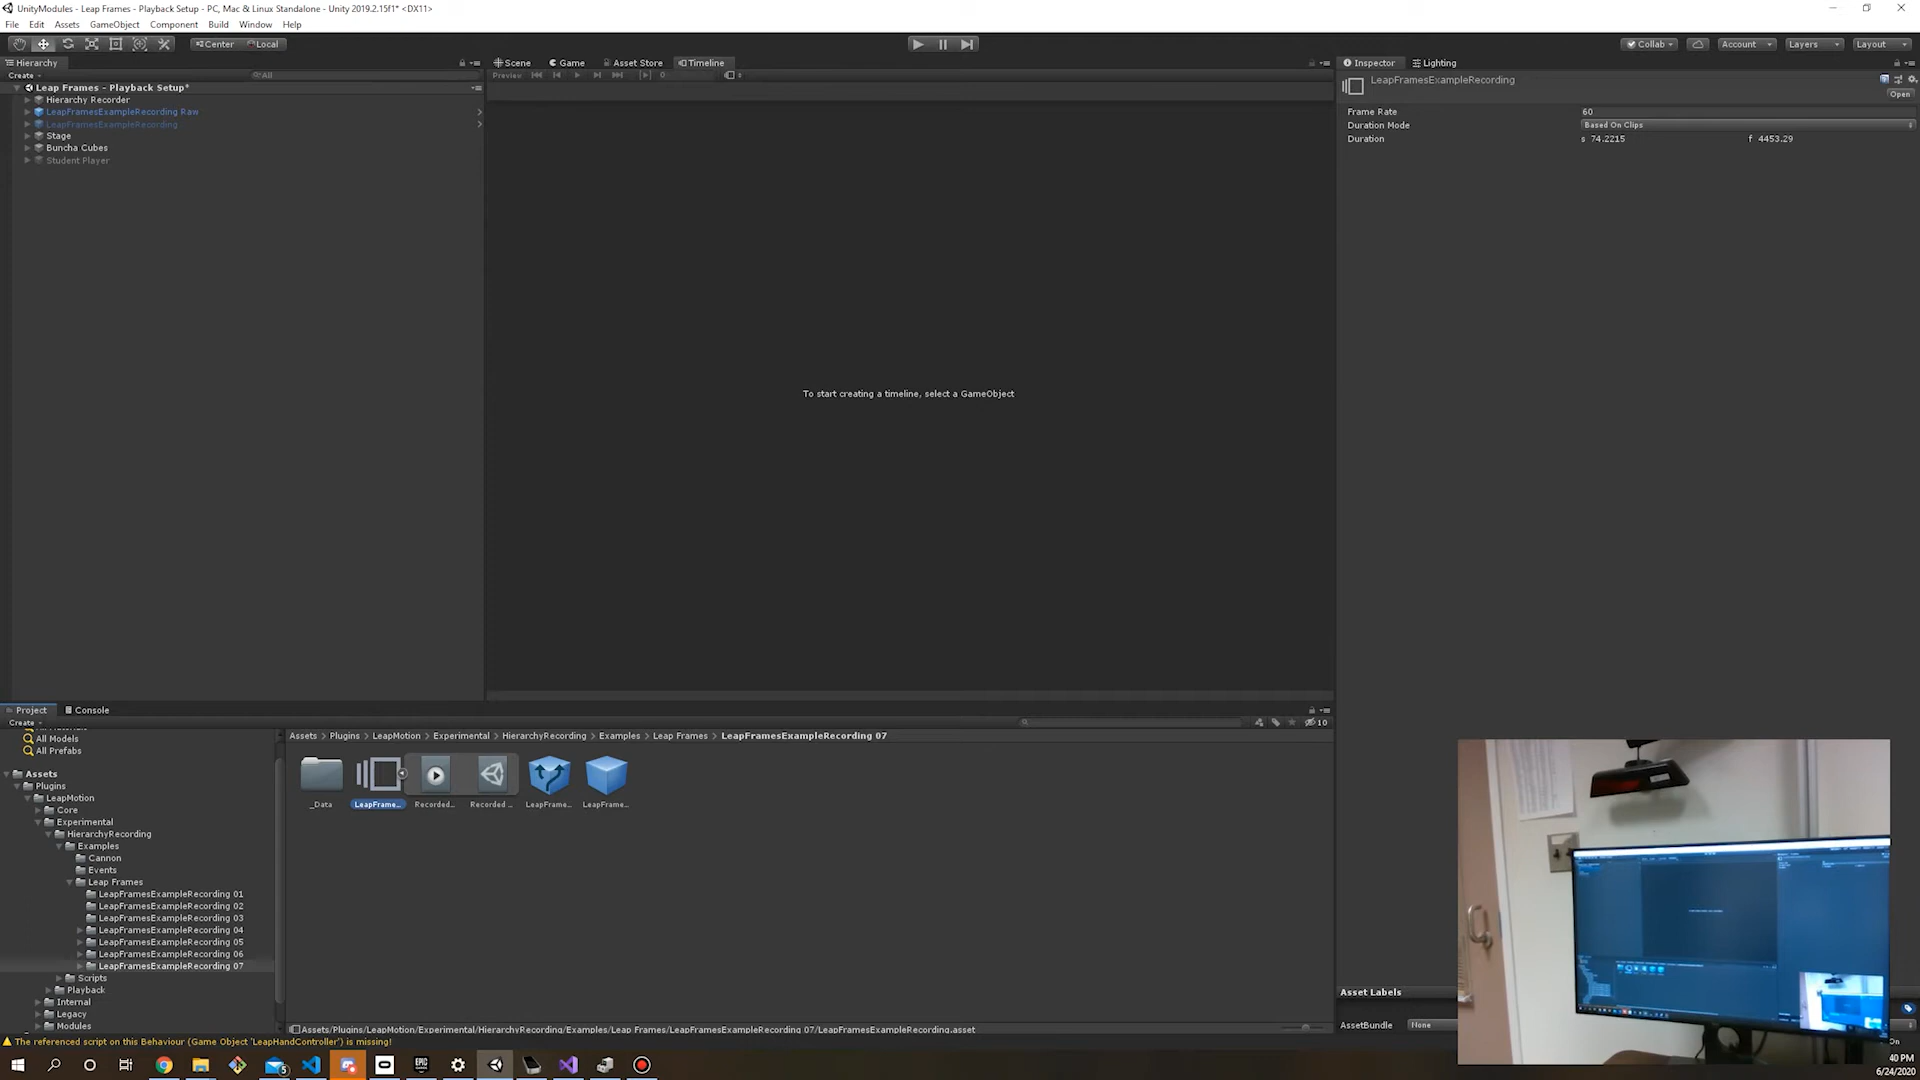 UnityModules - Leap Frames - Playback Setup - PC, Mac & Linux Standalone - Unity 2019.2.15f1* <DX11>
File Edit Assets GameObject Component Build Window Help
Center Local
Collab Account Layers Layout
Hierarchy
Create All
Leap Frames - Playback Setup*
Hierarchy Recorder
LeapFramesExampleRecording Raw
LeapFramesExampleRecording
Stage
Buncha Cubes
Student Player
Scene Game Asset Store Timeline
Preview 0
To start creating a timeline, select a GameObject
Inspector Lighting
LeapFramesExampleRecording
Open
Frame Rate 60
Duration Mode Based On Clips
Duration s 74.2215 f 4453.29
Project Console
Create 10
All Models
All Prefabs
Assets
Plugins
LeapMotion
Core
Experimental
HierarchyRecording
Examples
Cannon
Events
Leap Frames
LeapFramesExampleRecording 01
LeapFramesExampleRecording 02
LeapFramesExampleRecording 03
LeapFramesExampleRecording 04
LeapFramesExampleRecording 05
LeapFramesExampleRecording 06
LeapFramesExampleRecording 07
Scripts
Playback
Internal
Legacy
Modules
Assets > Plugins > LeapMotion > Experimental > HierarchyRecording > Examples > Leap Frames > LeapFramesExampleRecording 07
_Data LeapFrame... Recorded... Recorded ... LeapFrame... LeapFrame...
Assets/Plugins/LeapMotion/Experimental/HierarchyRecording/Examples/Leap Frames/LeapFramesExampleRecording 07/LeapFramesExampleRecording.asset
Asset Labels
AssetBundle None
The referenced script on this Behaviour (Game Object 'LeapHandController') is missing!
On
5
EPIC
40 PM
6/24/2020